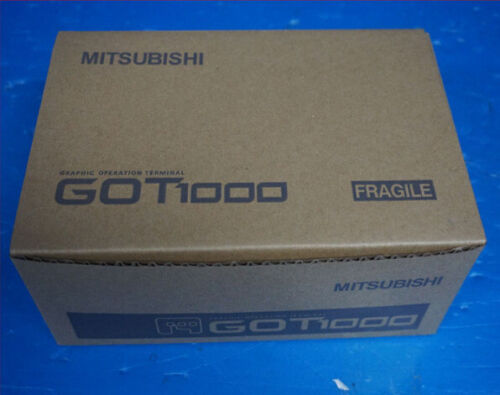 MITSUBISHI
GRAPHIC OPERATION TERMINAL
GOT1000
FRAGILE
MITSUBISHI
GOT1000